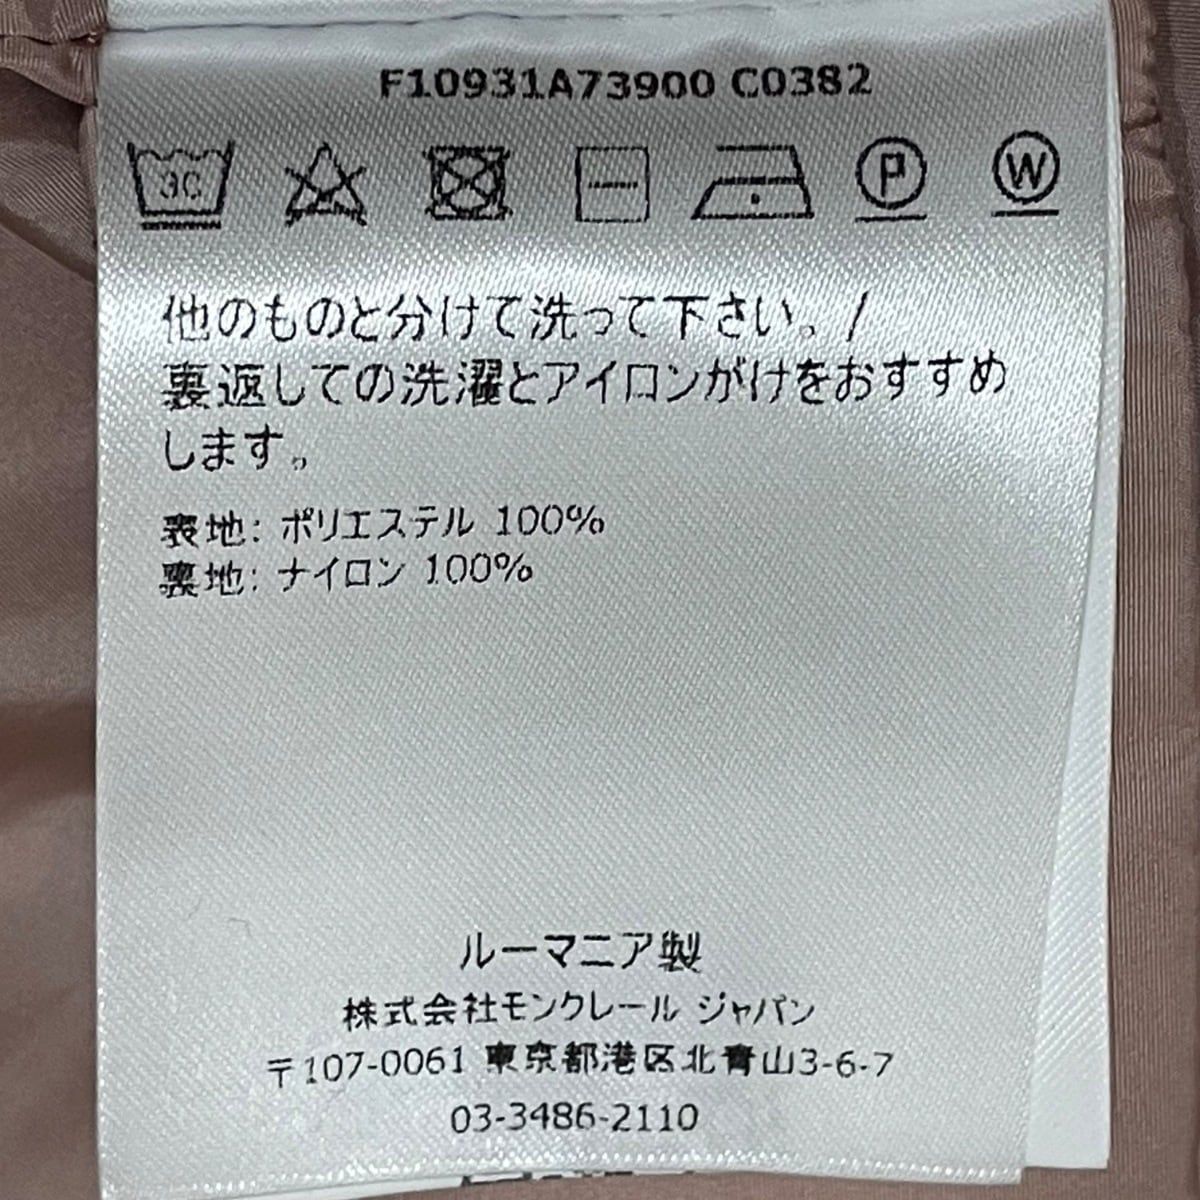 F10931A73900 C0382
30 P W
他のものと分けて洗って下さい。/
裏返しての洗濯とアイロンがけをおすすめ
します。
表地: ポリエステル 100%
裏地: ナイロン 100%
ルーマニア製
株式会社モンクレール ジャパン
〒107-0061 東京都港区北青山3-6-7
03-3486-2110